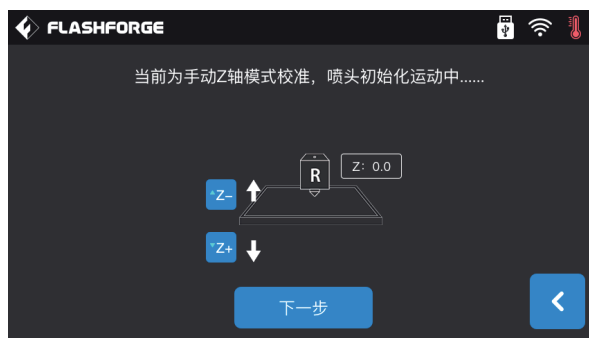 FLASHFORGE
当前为手动Z轴模式校准，喷头初始化运动中......
R
Z: 0.0
Z−
Z+
下一步